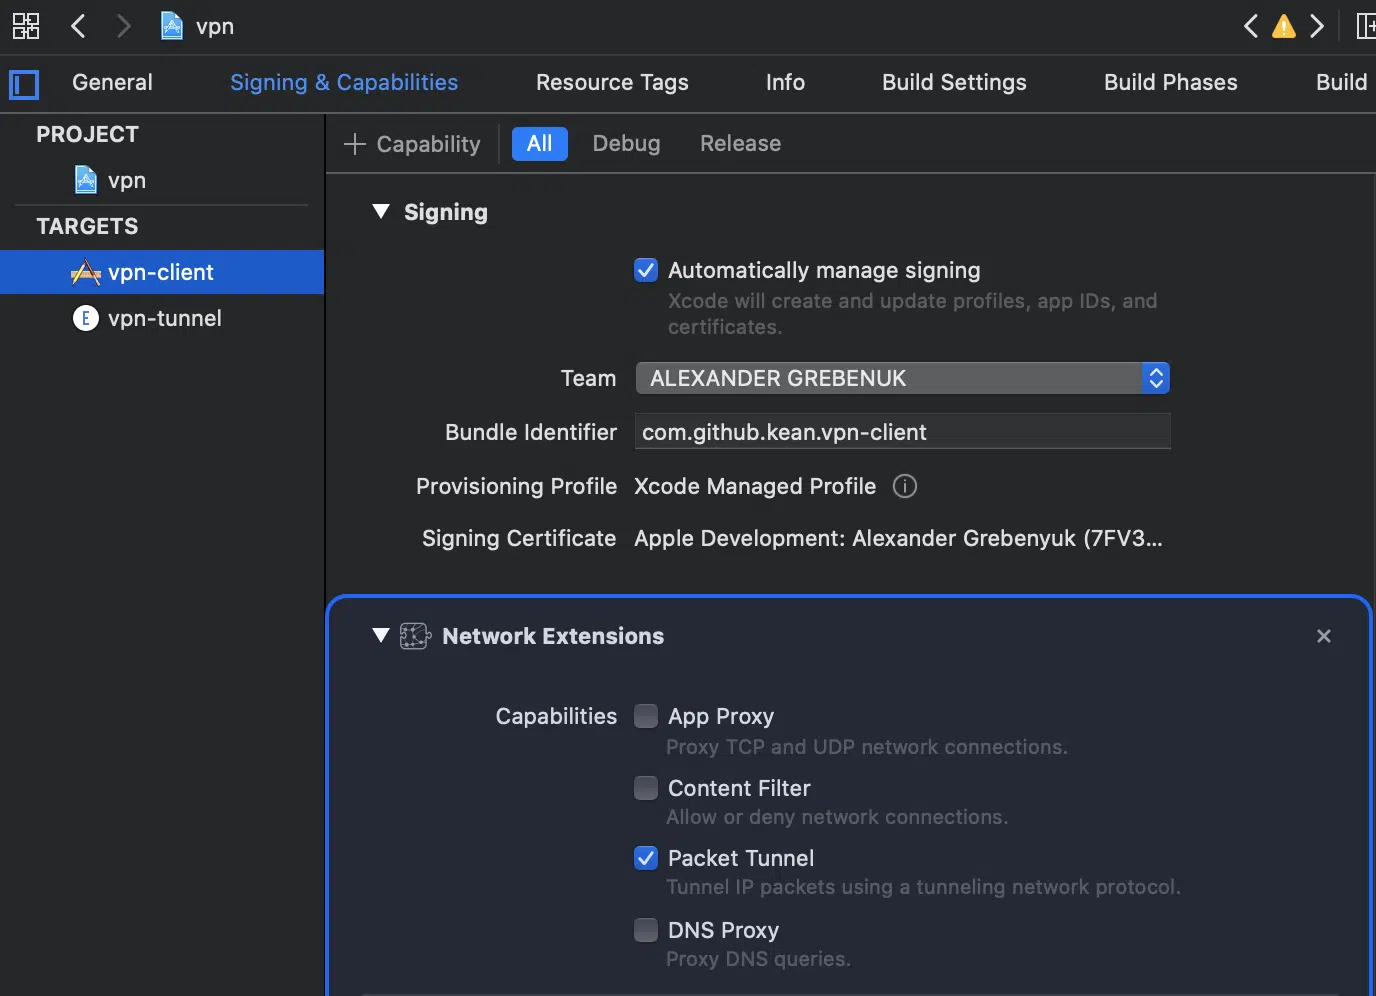 vpn
General Signing & Capabilities Resource Tags Info Build Settings Build Phases Build
PROJECT
vpn
TARGETS
vpn-client
E vpn-tunnel
Capability All Debug Release
Signing
Automatically manage signing
Xcode will create and update profiles, app IDs, and
certificates.
Team ALEXANDER GREBENUK
Bundle Identifier com.github.kean.vpn-client
Provisioning Profile Xcode Managed Profile
Signing Certificate Apple Development: Alexander Grebenyuk (7FV3...
Network Extensions
Capabilities App Proxy
Proxy TCP and UDP network connections.
Content Filter
Allow or deny network connections.
Packet Tunnel
Tunnel IP packets using a tunneling network protocol.
DNS Proxy
Proxy DNS queries.